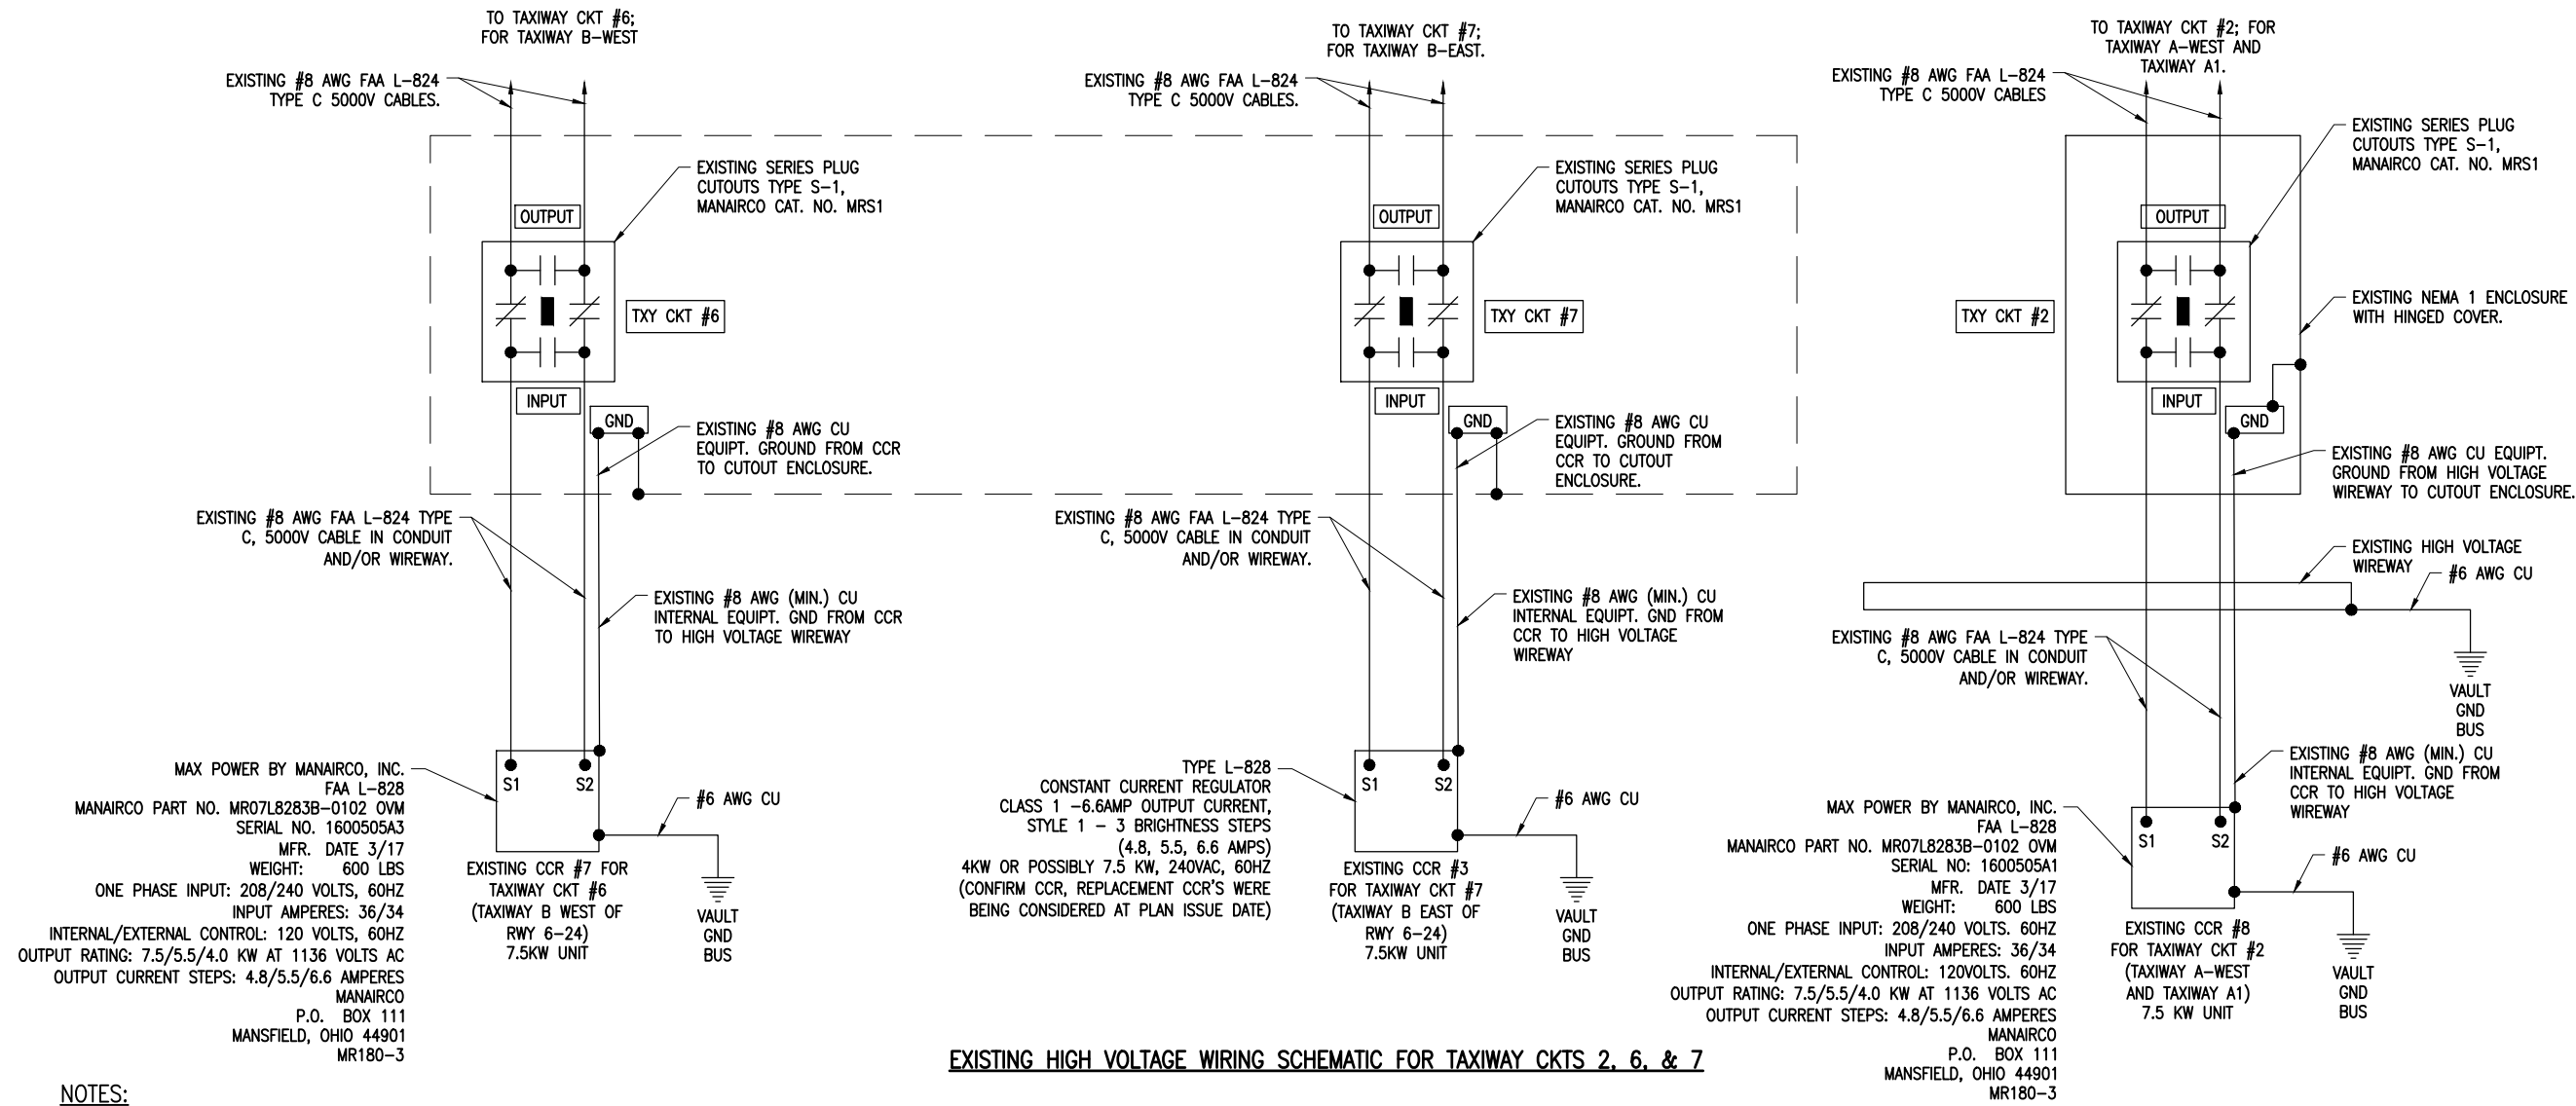 TO TAXIWAY CKT #6;
FOR TAXIWAY B-WEST
EXISTING #8 AWG FAA L-824
TYPE C 5000V CABLES.
EXISTING SERIES PLUG
CUTOUTS TYPE S-1,
MANAIRCO CAT. NO. MRS1
OUTPUT
TXY CKT #6
INPUT
GND
EXISTING #8 AWG CU
EQUIPT. GROUND FROM CCR
TO CUTOUT ENCLOSURE.
EXISTING #8 AWG FAA L-824 TYPE
C, 5000V CABLE IN CONDUIT
AND/OR WIREWAY.
EXISTING #8 AWG (MIN.) CU
INTERNAL EQUIPT. GND FROM CCR
TO HIGH VOLTAGE WIREWAY
MAX POWER BY MANAIRCO, INC.
FAA L-828
MANAIRCO PART NO. MR07L8283B-0102 OVM
SERIAL NO. 1600505A3
MFR. DATE 3/17
WEIGHT: 600 LBS
ONE PHASE INPUT: 208/240 VOLTS, 60HZ
INPUT AMPERES: 36/34
INTERNAL/EXTERNAL CONTROL: 120 VOLTS, 60HZ
OUTPUT RATING: 7.5/5.5/4.0 KW AT 1136 VOLTS AC
OUTPUT CURRENT STEPS: 4.8/5.5/6.6 AMPERES
MANAIRCO
P.O. BOX 111
MANSFIELD, OHIO 44901
MR180-3
S1
S2
#6 AWG CU
EXISTING CCR #7 FOR
TAXIWAY CKT #6
(TAXIWAY B WEST OF
RWY 6-24)
7.5KW UNIT
VAULT
GND
BUS
TO TAXIWAY CKT #7;
FOR TAXIWAY B-EAST.
EXISTING #8 AWG FAA L-824
TYPE C 5000V CABLES.
EXISTING SERIES PLUG
CUTOUTS TYPE S-1,
MANAIRCO CAT. NO. MRS1
OUTPUT
TXY CKT #7
INPUT
GND
EXISTING #8 AWG CU
EQUIPT. GROUND FROM
CCR TO CUTOUT
ENCLOSURE.
EXISTING #8 AWG FAA L-824 TYPE
C, 5000V CABLE IN CONDUIT
AND/OR WIREWAY.
EXISTING #8 AWG (MIN.) CU
INTERNAL EQUIPT. GND FROM
CCR TO HIGH VOLTAGE
WIREWAY
TYPE L-828
CONSTANT CURRENT REGULATOR
CLASS 1 -6.6AMP OUTPUT CURRENT,
STYLE 1 - 3 BRIGHTNESS STEPS
(4.8, 5.5, 6.6 AMPS)
4KW OR POSSIBLY 7.5 KW, 240VAC, 60HZ
(CONFIRM CCR, REPLACEMENT CCR'S WERE
BEING CONSIDERED AT PLAN ISSUE DATE)
S1
S2
#6 AWG CU
EXISTING CCR #3
FOR TAXIWAY CKT #7
(TAXIWAY B EAST OF
RWY 6-24)
7.5KW UNIT
VAULT
GND
BUS
TO TAXIWAY CKT #2; FOR
TAXIWAY A-WEST AND
TAXIWAY A1.
EXISTING #8 AWG FAA L-824
TYPE C 5000V CABLES
EXISTING SERIES PLUG
CUTOUTS TYPE S-1,
MANAIRCO CAT. NO. MRS1
OUTPUT
TXY CKT #2
EXISTING NEMA 1 ENCLOSURE
WITH HINGED COVER.
INPUT
GND
EXISTING #8 AWG CU EQUIPT.
GROUND FROM HIGH VOLTAGE
WIREWAY TO CUTOUT ENCLOSURE.
EXISTING HIGH VOLTAGE
WIREWAY
#6 AWG CU
EXISTING #8 AWG FAA L-824 TYPE
C, 5000V CABLE IN CONDUIT
AND/OR WIREWAY.
VAULT
GND
BUS
EXISTING #8 AWG (MIN.) CU
INTERNAL EQUIPT. GND FROM
CCR TO HIGH VOLTAGE
WIREWAY
MAX POWER BY MANAIRCO, INC.
FAA L-828
MANAIRCO PART NO. MR07L8283B-0102 OVM
SERIAL NO: 1600505A1
MFR. DATE 3/17
WEIGHT: 600 LBS
ONE PHASE INPUT: 208/240 VOLTS. 60HZ
INPUT AMPERES: 36/34
INTERNAL/EXTERNAL CONTROL: 120VOLTS. 60HZ
OUTPUT RATING: 7.5/5.5/4.0 KW AT 1136 VOLTS AC
OUTPUT CURRENT STEPS: 4.8/5.5/6.6 AMPERES
MANAIRCO
P.O. BOX 111
MANSFIELD, OHIO 44901
MR180-3
S1
S2
#6 AWG CU
EXISTING CCR #8
FOR TAXIWAY CKT #2
(TAXIWAY A-WEST
AND TAXIWAY A1)
7.5 KW UNIT
VAULT
GND
BUS
EXISTING HIGH VOLTAGE WIRING SCHEMATIC FOR TAXIWAY CKTS 2, 6, & 7
NOTES: